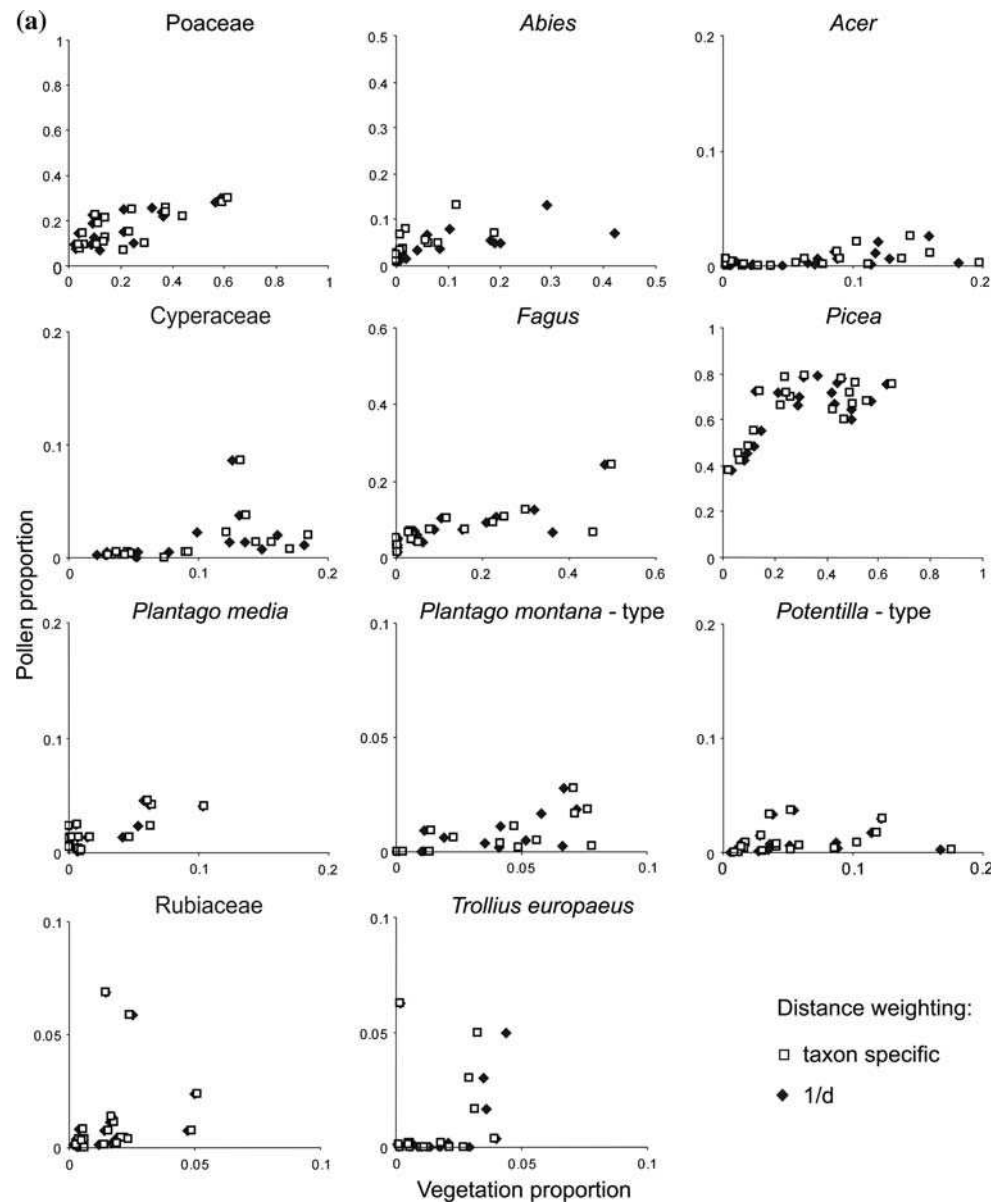 (a)
Poaceae
Abies
Acer
1
0.8
0.6
0.4
0.2
0
0 0.2 0.4 0.6 0.8 1
0.5
0.4
0.3
0.2
0.1
0
0 0.1 0.2 0.3 0.4 0.5
0.2
0.1
0
0 0.1 0.2
Cyperaceae
Fagus
Picea
0.2
0.1
0
0 0.1 0.2
0.6
0.4
0.2
0
0 0.2 0.4 0.6
1
0.8
0.6
0.4
0.2
0
0 0.2 0.4 0.6 0.8 1
Pollen proportion
Plantago media
Plantago montana - type
Potentilla - type
0.2
0.1
0
0 0.1 0.2
0.1
0.05
0
0 0.05 0.1
0.2
0.1
0
0 0.1 0.2
Rubiaceae
Trollius europaeus
0.1
0.05
0
0 0.05 0.1
0.1
0.05
0
0 0.05 0.1
Distance weighting:
taxon specific
1/d
Vegetation proportion